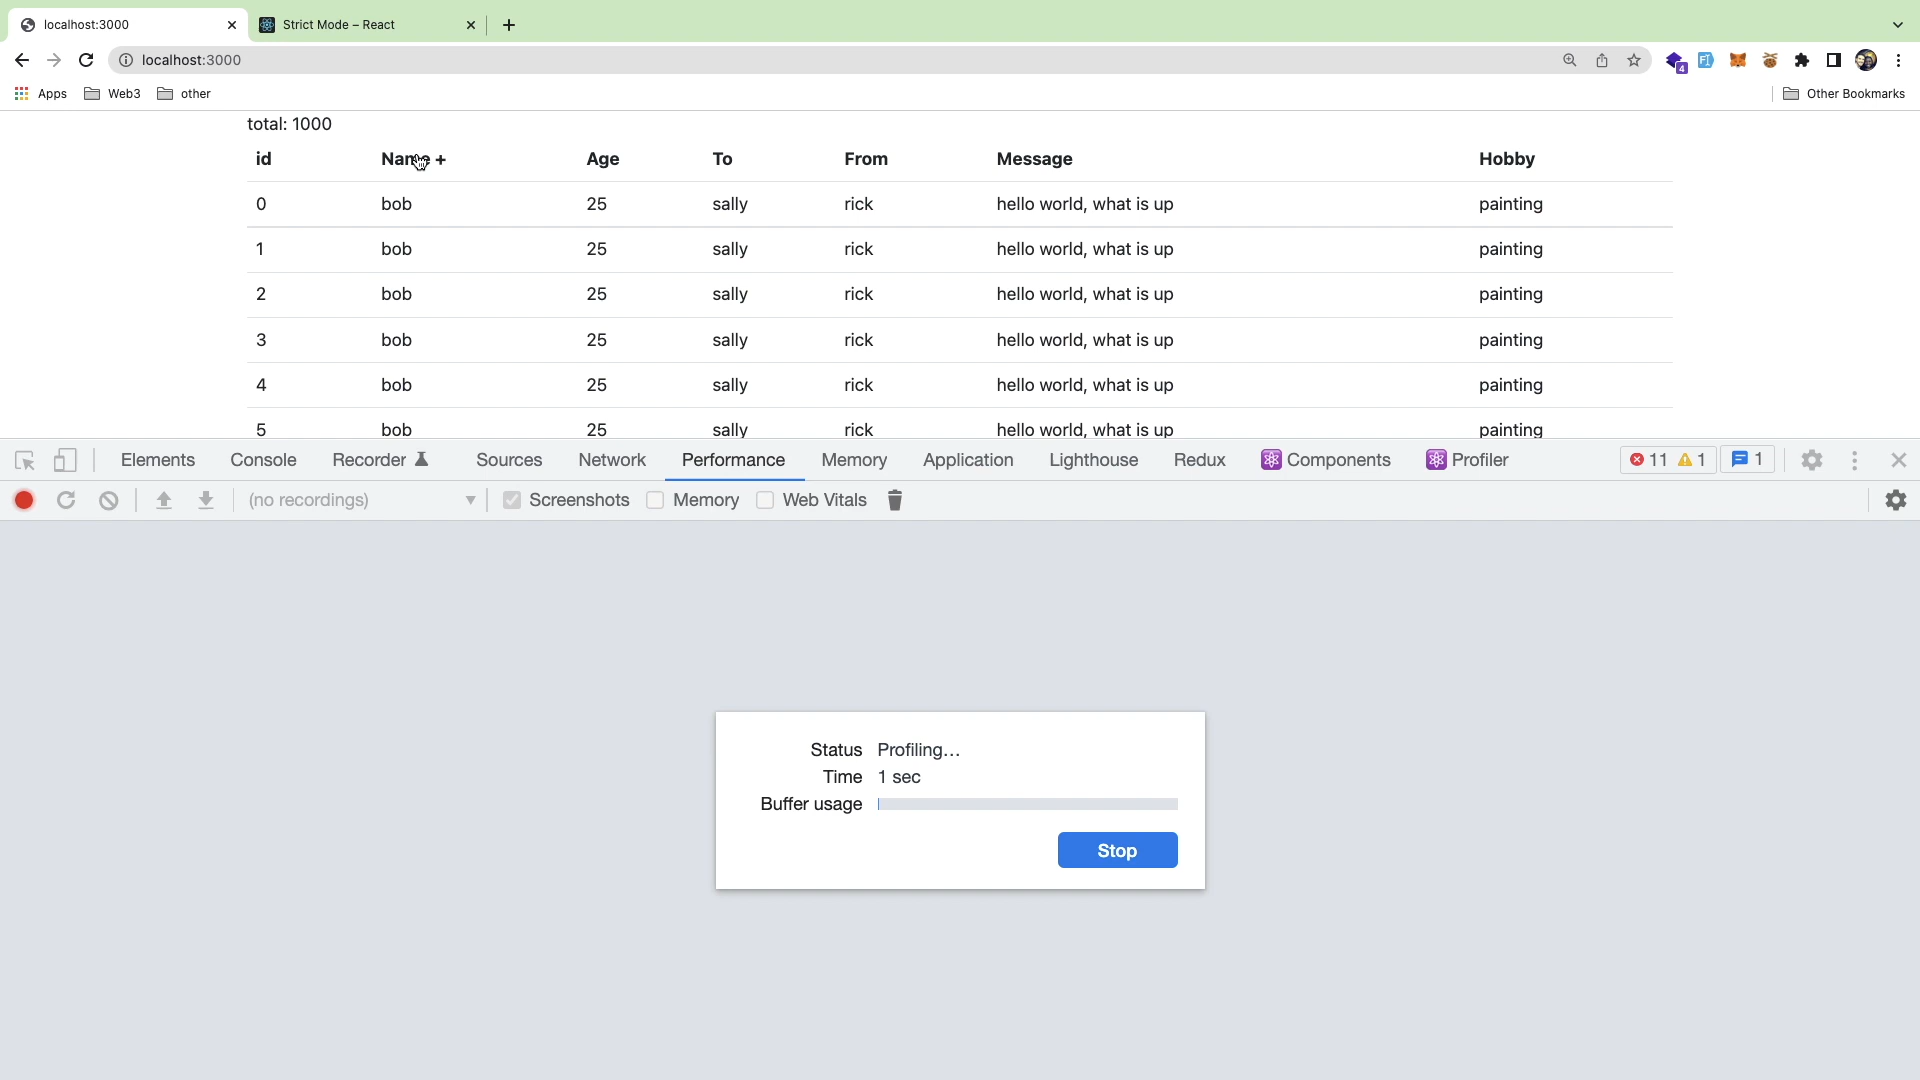 localhost:3000 Strict Mode – React
localhost:3000
4
Apps Web3 other Other Bookmarks
total: 1000
id Name + Age To From Message Hobby
0 bob 25 sally rick hello world, what is up painting
1 bob 25 sally rick hello world, what is up painting
2 bob 25 sally rick hello world, what is up painting
3 bob 25 sally rick hello world, what is up painting
4 bob 25 sally rick hello world, what is up painting
5 bob 25 sally rick hello world, what is up painting
Elements Console Recorder Sources Network Performance Memory Application Lighthouse Redux Components Profiler 11 1 1
(no recordings) Screenshots Memory Web Vitals
Status Profiling…
Time 1 sec
Buffer usage
Stop